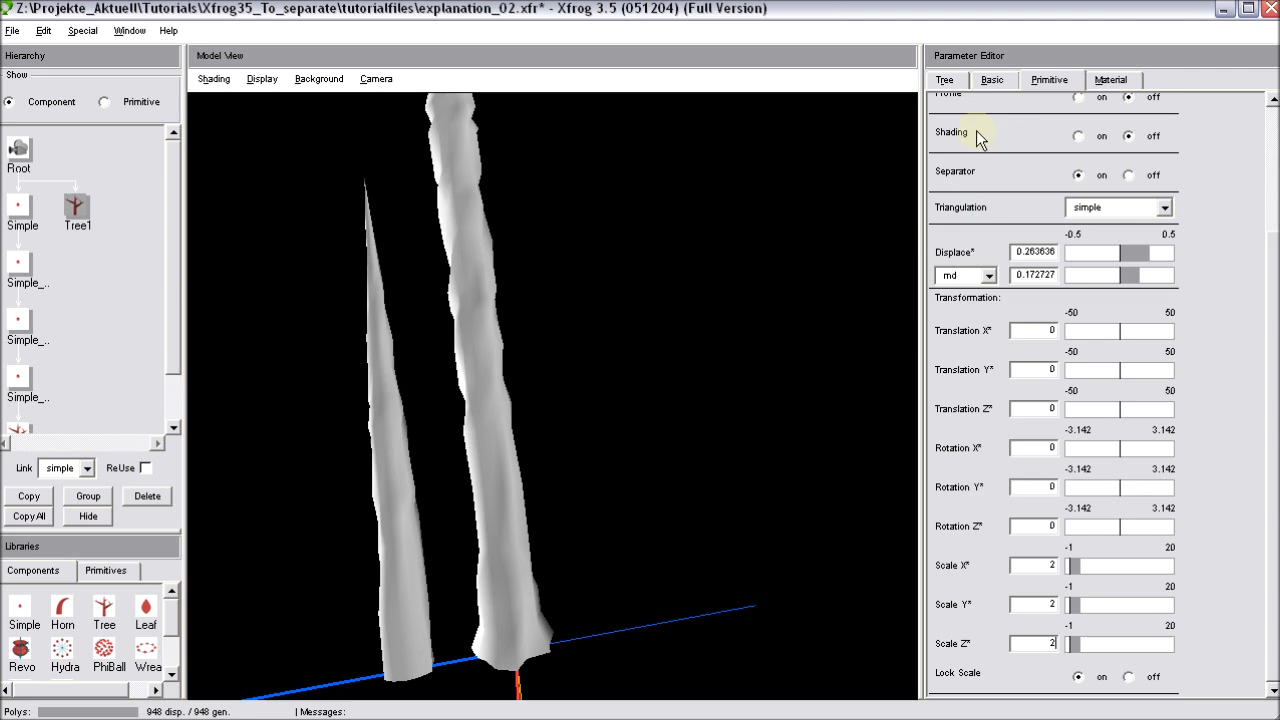 Z:\Projekte_Aktuell\Tutorials\Xfrog35_To_separate\tutorialfiles\explanation_02.xfr* - Xfrog 3.5 (051204) (Full Version)
File Edit Special Window Help
Hierarchy
Show
Component Primitive
Root
Simple Tree1
Simple_..
Simple_..
Simple_..
Link simple ReUse
Copy Group Delete
Copy All Hide
Libraries
Components Primitives
Simple Horn Tree Leaf
Revo Hydra PhiBall Wrea
Polys: 948 disp. / 948 gen. | Messages:
Model View
Shading Display Background Camera
Parameter Editor
Tree Basic Primitive Material
Profile on off
Shading on off
Separator on off
Triangulation simple
-0.5 0.5
Displace* 0.263636
md 0.172727
Transformation:
-50 50
Translation X* 0
-50 50
Translation Y* 0
-50 50
Translation Z* 0
-3.142 3.142
Rotation X* 0
-3.142 3.142
Rotation Y* 0
-3.142 3.142
Rotation Z* 0
-1 20
Scale X* 2
-1 20
Scale Y* 2
-1 20
Scale Z* 2
Lock Scale on off